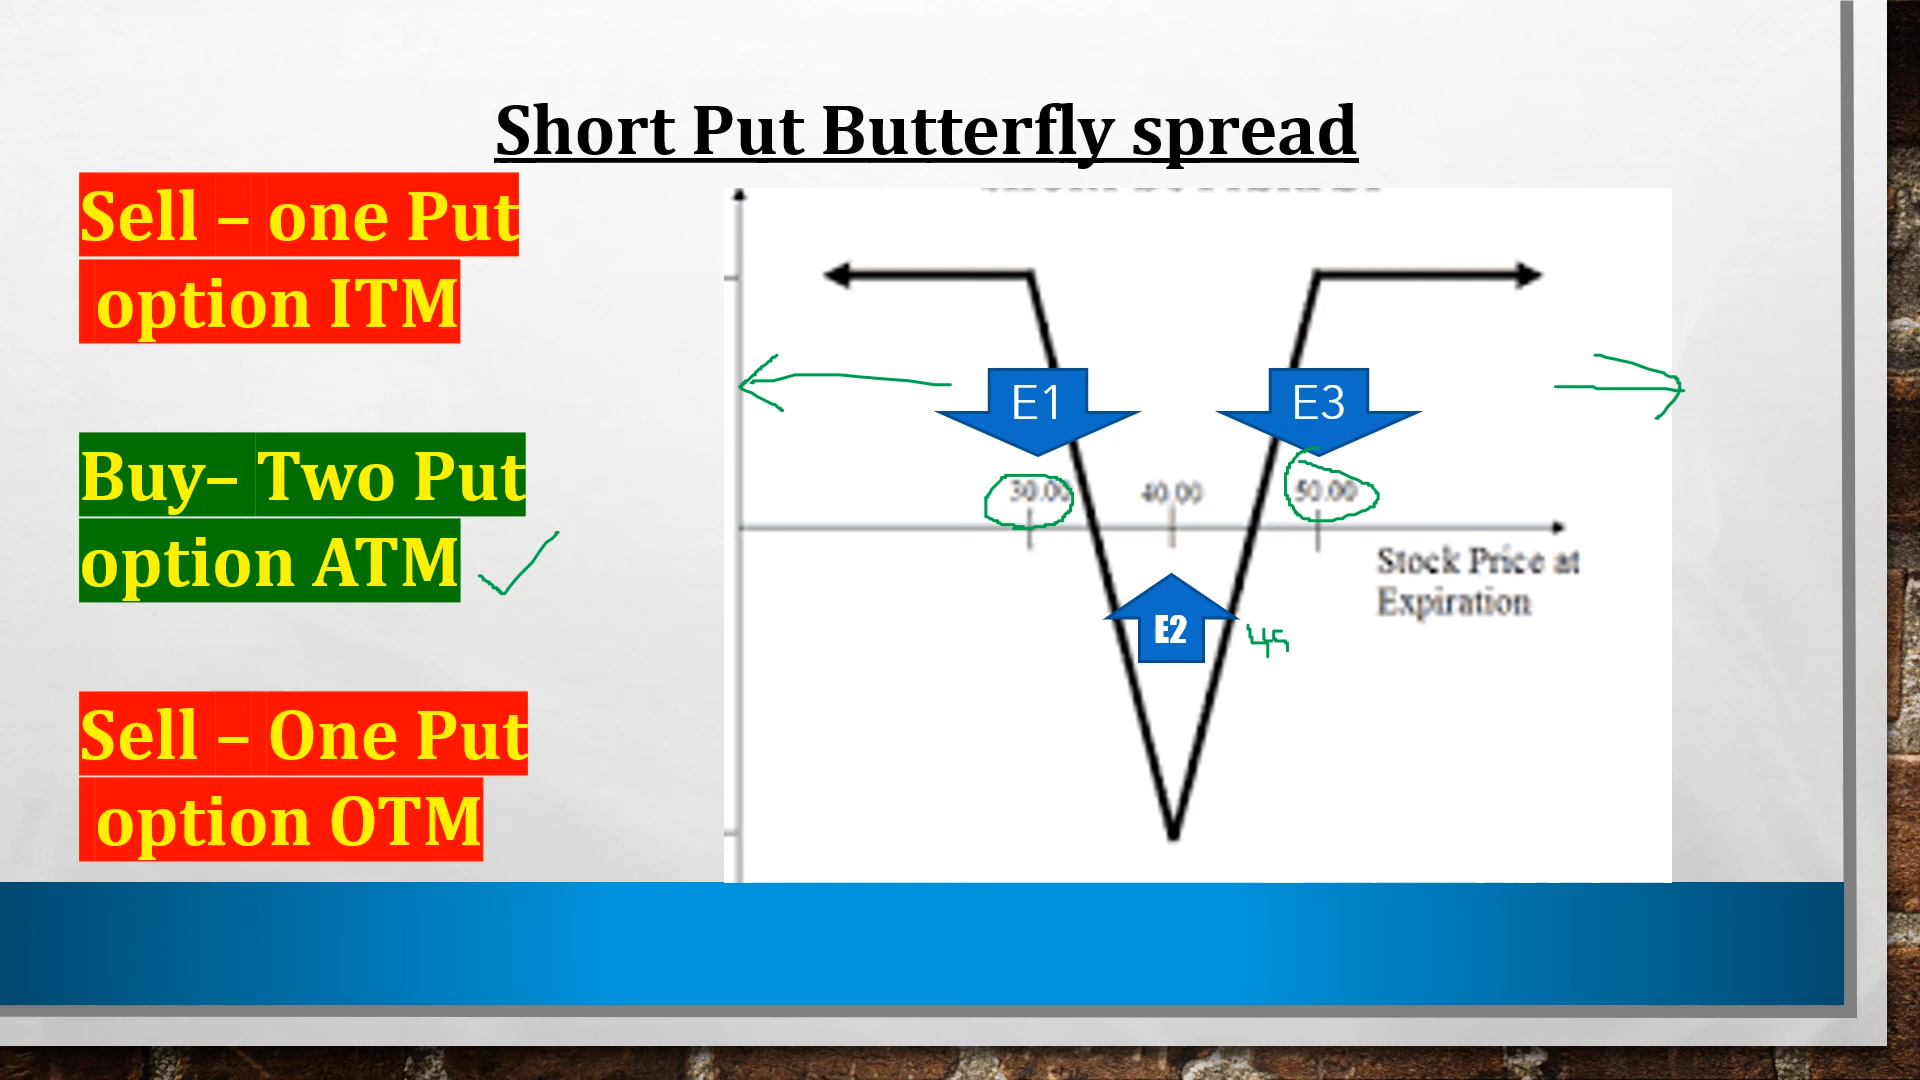 Short Put Butterfly spread
Sell – one Put
option ITM
Buy– Two Put
option ATM
Sell – One Put
option OTM
E1
E3
30.00
40.00
50.00
Stock Price at
Expiration
E2
45